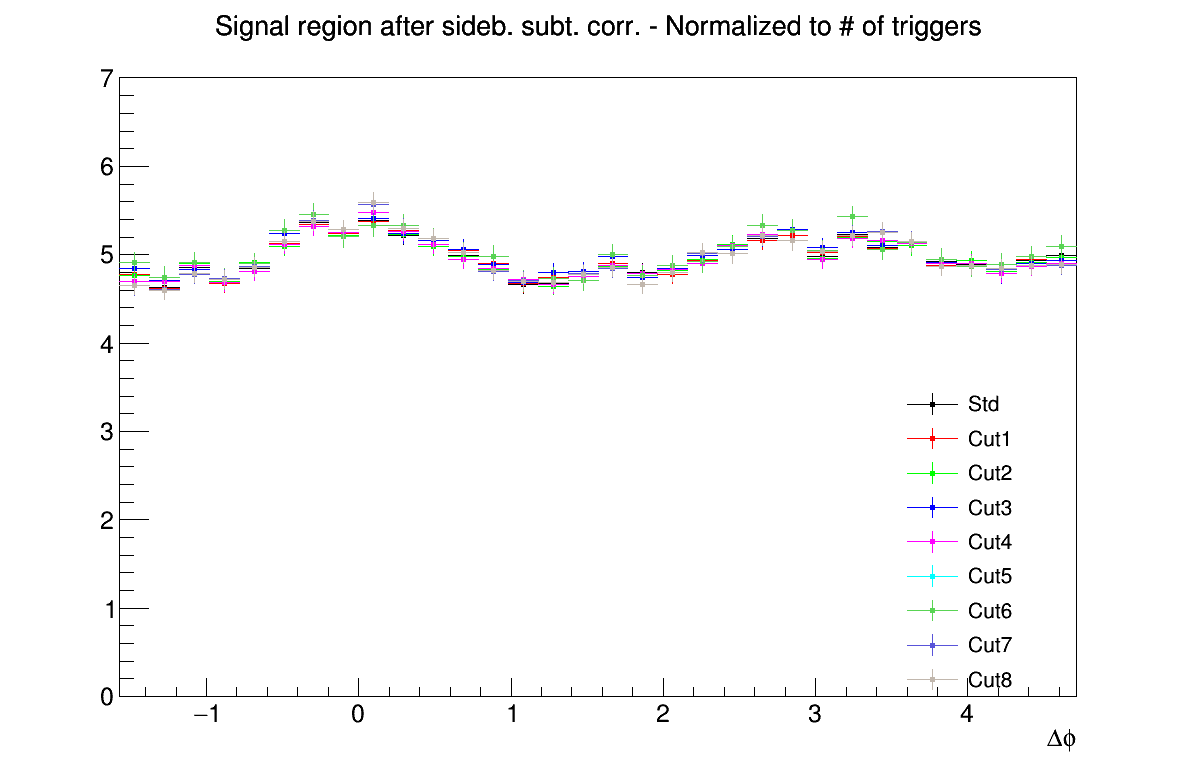 Signal region after sideb. subt. corr. - Normalized to # of triggers
7
6
5
4
3
2
1
0
Std
Cut1
Cut2
Cut3
Cut4
Cut5
Cut6
Cut7
Cut8
−1 0 1 2 3 4
Δϕ